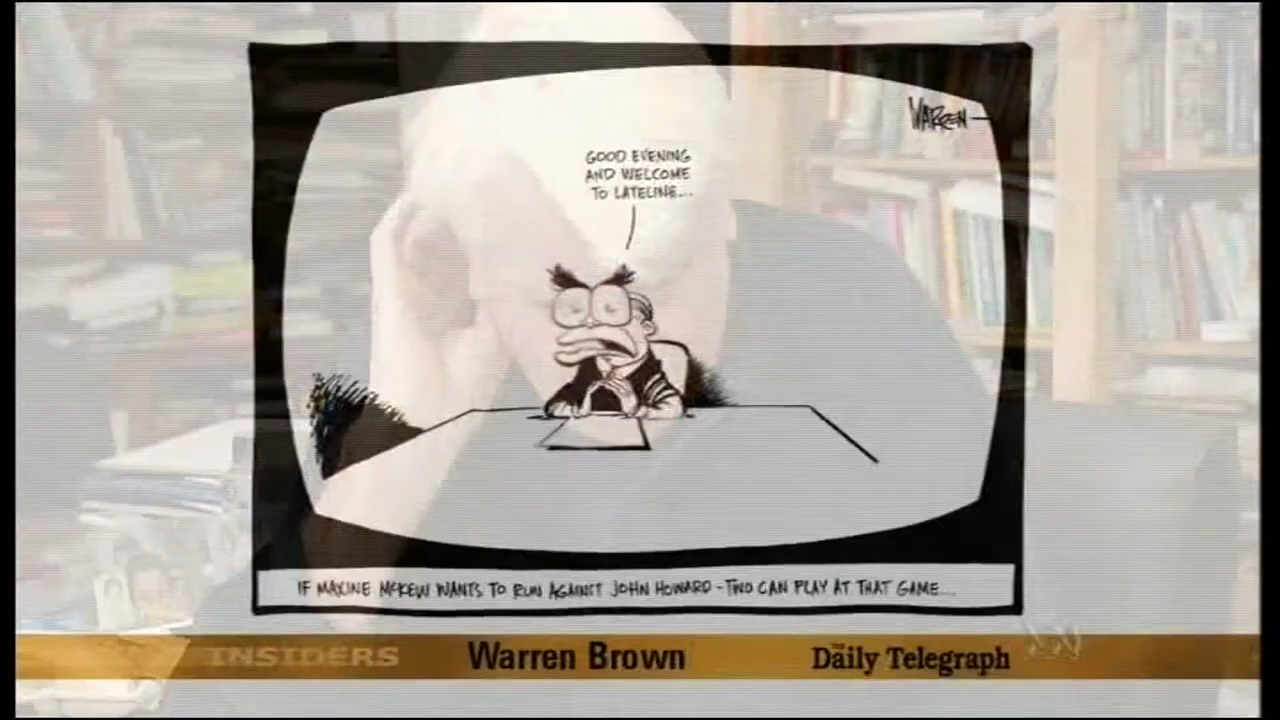 WARREN
GOOD EVENING
AND WELCOME
TO LATELINE...
IF MAXINE MCKEW WANTS TO RUN AGAINST JOHN HOWARD - TWO CAN PLAY AT THAT GAME....
INSIDERS
Warren Brown
The Daily Telegraph